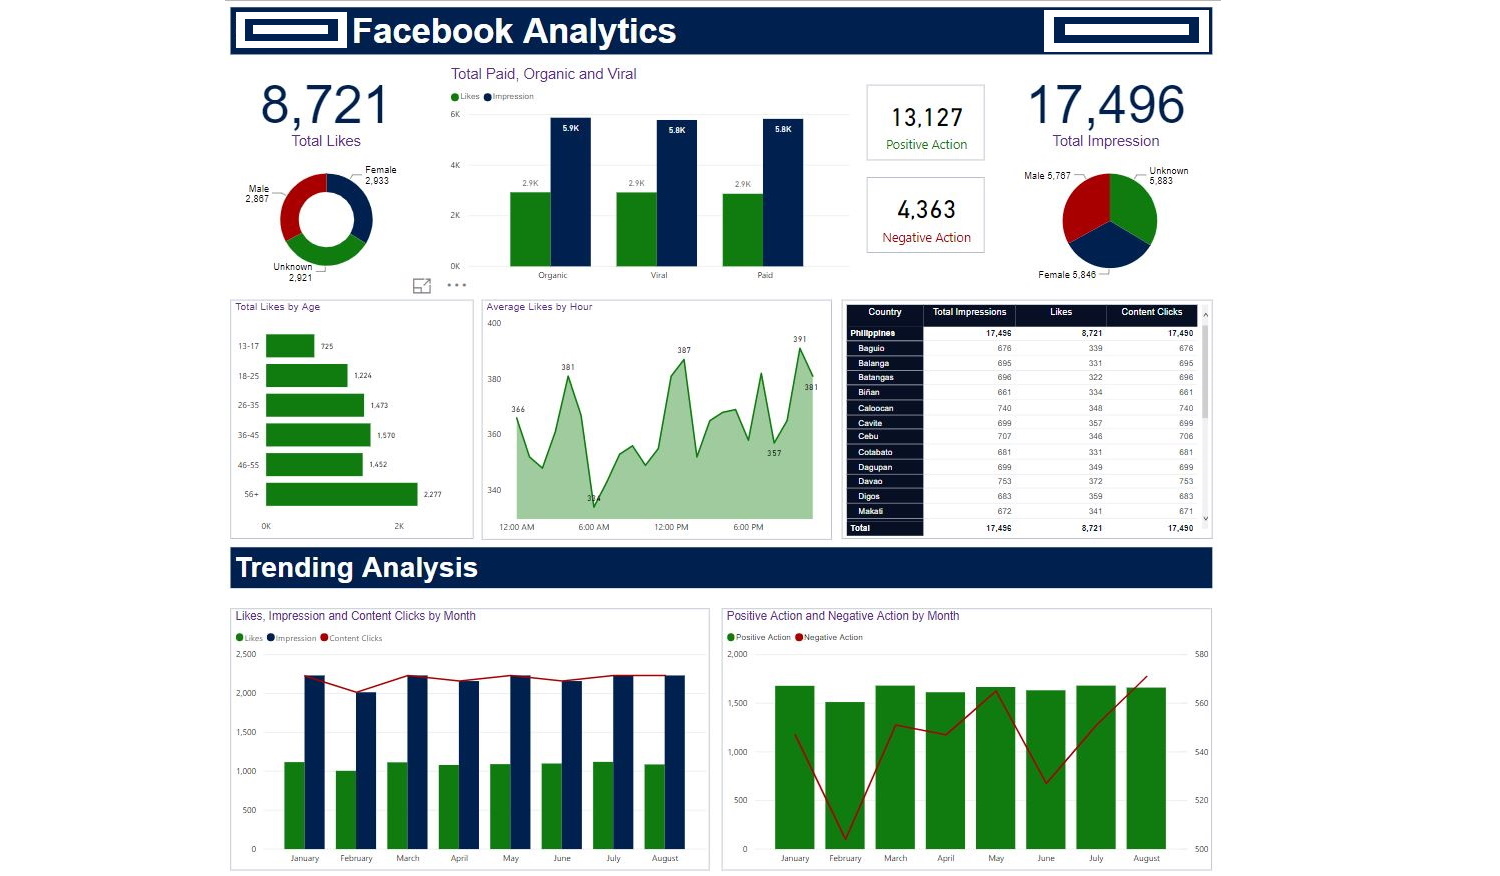 Facebook Analytics
8,721
Total Likes
Female
2,933
Male
2,867
Unknown
2,921
Total Paid, Organic and Viral
Likes Impression
6K
4K
2K
0K
2.9K 5.9K
2.9K 5.8K
2.9K 5.8K
Organic Viral Paid
13,127
Positive Action
4,363
Negative Action
17,496
Total Impression
Male 5,767
Unknown
5,883
Female 5,846
Total Likes by Age
13-17 725
18-25 1,224
26-35 1,473
36-45 1,570
46-55 1,452
56+ 2,277
0K 2K
Average Likes by Hour
400
380
360
340
366
381
334
387
357
391
381
12:00 AM 6:00 AM 12:00 PM 6:00 PM
Country Total Impressions Likes Content Clicks
Philippines 17,496 8,721 17,490
Baguio 676 339 676
Balanga 695 331 695
Batangas 696 322 696
Biñan 661 334 661
Caloocan 740 348 740
Cavite 699 357 699
Cebu 707 346 706
Cotabato 681 331 681
Dagupan 699 349 699
Davao 753 372 753
Digos 683 359 683
Makati 672 341 671
Total 17,496 8,721 17,490
Trending Analysis
Likes, Impression and Content Clicks by Month
Likes Impression Content Clicks
2,500
2,000
1,500
1,000
500
0
January February March April May June July August
Positive Action and Negative Action by Month
Positive Action Negative Action
2,000
1,500
1,000
500
0
580
560
540
520
500
January February March April May June July August